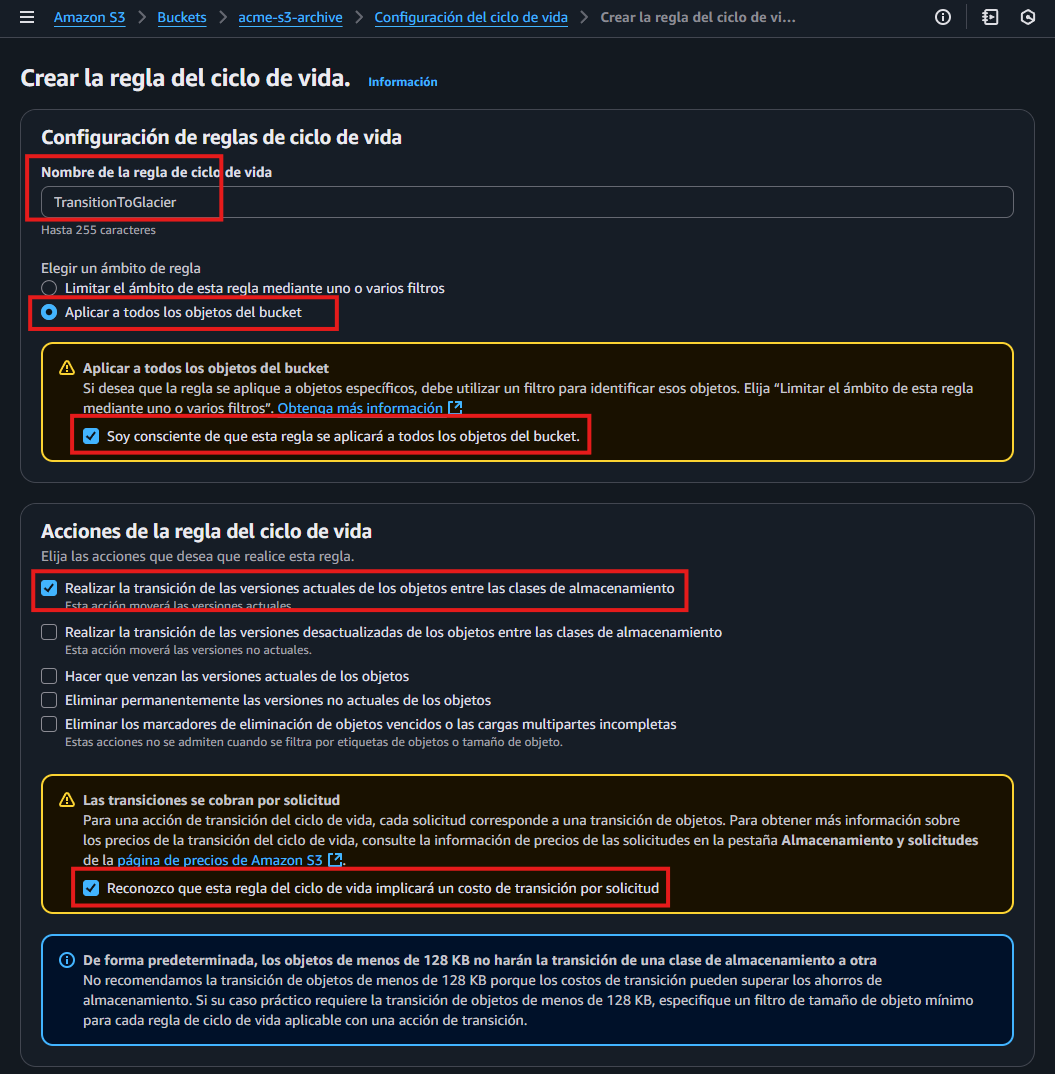 Amazon S3 > Buckets > acme-s3-archive > Configuración del ciclo de vida > Crear la regla del ciclo de vi...
Crear la regla del ciclo de vida. Información
Configuración de reglas de ciclo de vida
Nombre de la regla de ciclo de vida
TransitionToGlacier
Hasta 255 caracteres
Elegir un ámbito de regla
Limitar el ámbito de esta regla mediante uno o varios filtros
Aplicar a todos los objetos del bucket
Aplicar a todos los objetos del bucket
Si desea que la regla se aplique a objetos específicos, debe utilizar un filtro para identificar esos objetos. Elija “Limitar el ámbito de esta regla
mediante uno o varios filtros”. Obtenga más información
Soy consciente de que esta regla se aplicará a todos los objetos del bucket.
Acciones de la regla del ciclo de vida
Elija las acciones que desea que realice esta regla.
Realizar la transición de las versiones actuales de los objetos entre las clases de almacenamiento
Esta acción moverá las versiones actuales.
Realizar la transición de las versiones desactualizadas de los objetos entre las clases de almacenamiento
Esta acción moverá las versiones no actuales.
Hacer que venzan las versiones actuales de los objetos
Eliminar permanentemente las versiones no actuales de los objetos
Eliminar los marcadores de eliminación de objetos vencidos o las cargas multipartes incompletas
Estas acciones no se admiten cuando se filtra por etiquetas de objetos o tamaño de objeto.
Las transiciones se cobran por solicitud
Para una acción de transición del ciclo de vida, cada solicitud corresponde a una transición de objetos. Para obtener más información sobre
los precios de la transición del ciclo de vida, consulte la información de precios de las solicitudes en la pestaña Almacenamiento y solicitudes
de la página de precios de Amazon S3.
Reconozco que esta regla del ciclo de vida implicará un costo de transición por solicitud
De forma predeterminada, los objetos de menos de 128 KB no harán la transición de una clase de almacenamiento a otra
No recomendamos la transición de objetos de menos de 128 KB porque los costos de transición pueden superar los ahorros de
almacenamiento. Si su caso práctico requiere la transición de objetos de menos de 128 KB, especifique un filtro de tamaño de objeto mínimo
para cada regla de ciclo de vida aplicable con una acción de transición.